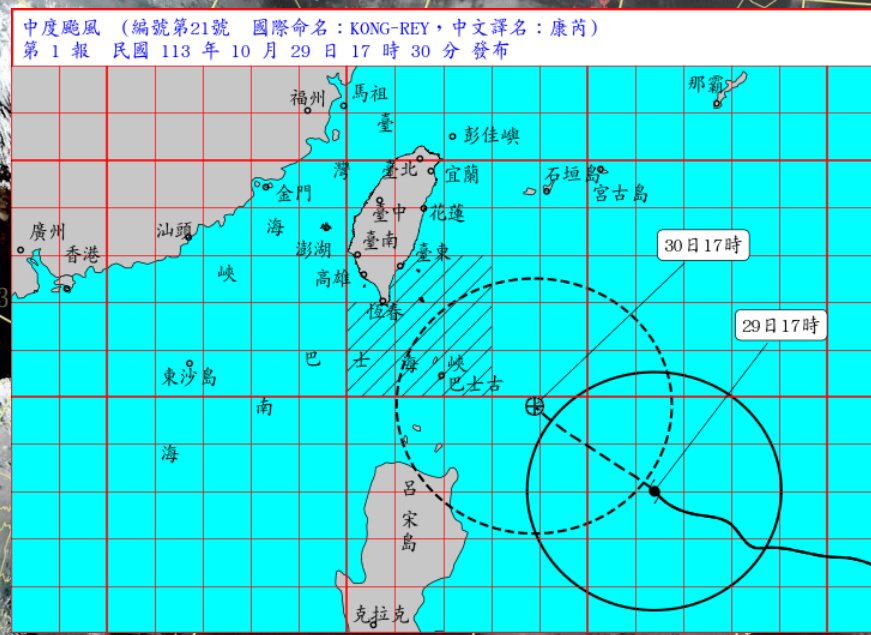 中度颱風 (編號第21號 國際命名：KONG-REY，中文譯名：康芮)
第 1 報 民國 113 年 10 月 29 日 17 時 30 分 發布
那霸
福州
馬祖
臺
彭佳嶼
臺北
宜蘭
灣
石垣島
宮古島
金門
臺中
花蓮
海
廣州
汕頭
澎湖
臺南
臺東
30日17時
香港
峽
高雄
恆春
29日17時
巴 士 海 峽
東沙島
巴士古
南
海
呂
宋
島
克拉克